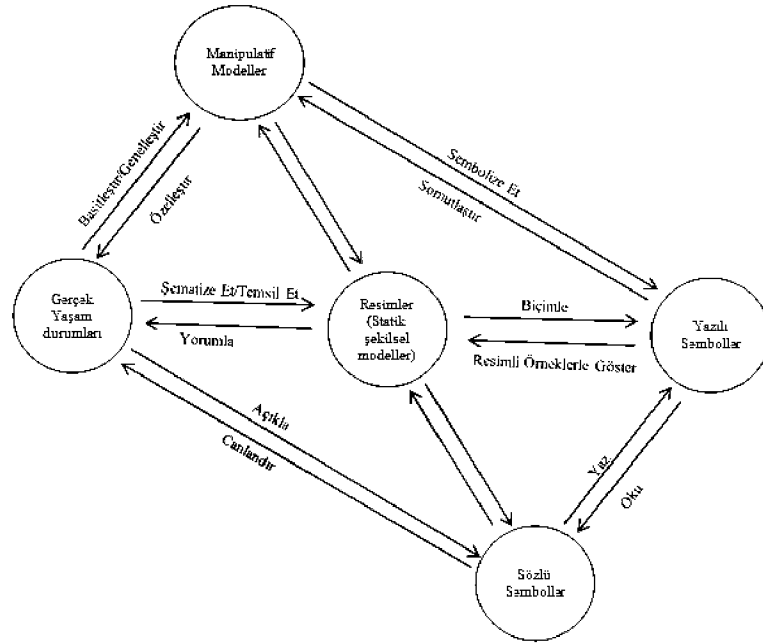 Manipulatif
Modeller
Basitleştir/Genelleştir
Özelleştir
Sembolize Et
Somutlaştır
Gerçek
Yaşam
durumları
Şematize Et/Temsil Et
Yorumla
Resimler
(Statik
şekilsel
modeller)
Biçimle
Resimli Örneklerle Göster
Yazılı
Semboller
Açıkla
Canlandır
Yaz
Oku
Sözlü
Semboller